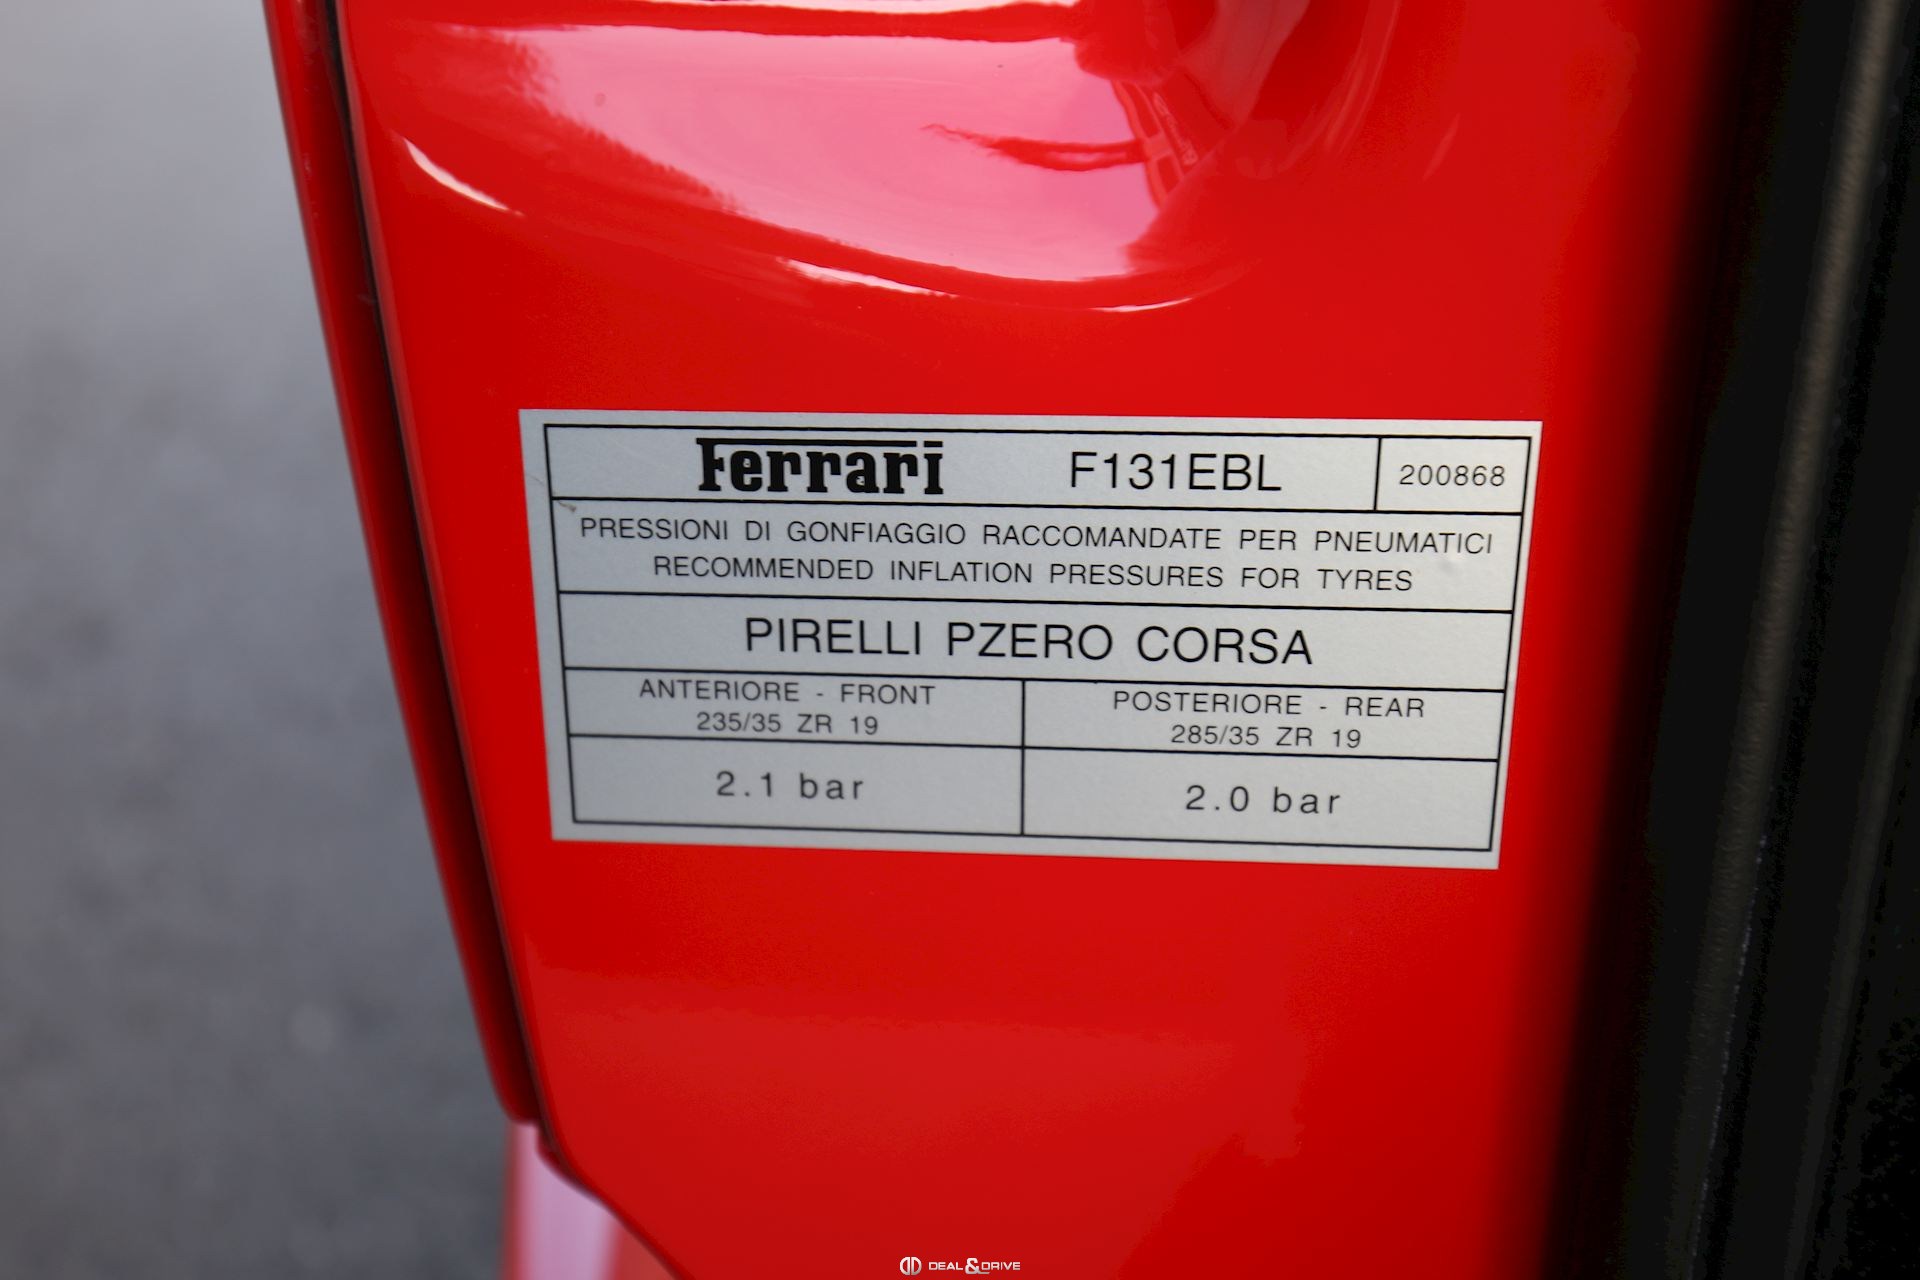 Ferrari F131EBL 200868
PRESSIONI DI GONFIAGGIO RACCOMANDATE PER PNEUMATICI
RECOMMENDED INFLATION PRESSURES FOR TYRES
PIRELLI PZERO CORSA
ANTERIORE - FRONT
235/35 ZR 19
POSTERIORE - REAR
285/35 ZR 19
2.1 bar
2.0 bar
DEAL&DRIVE